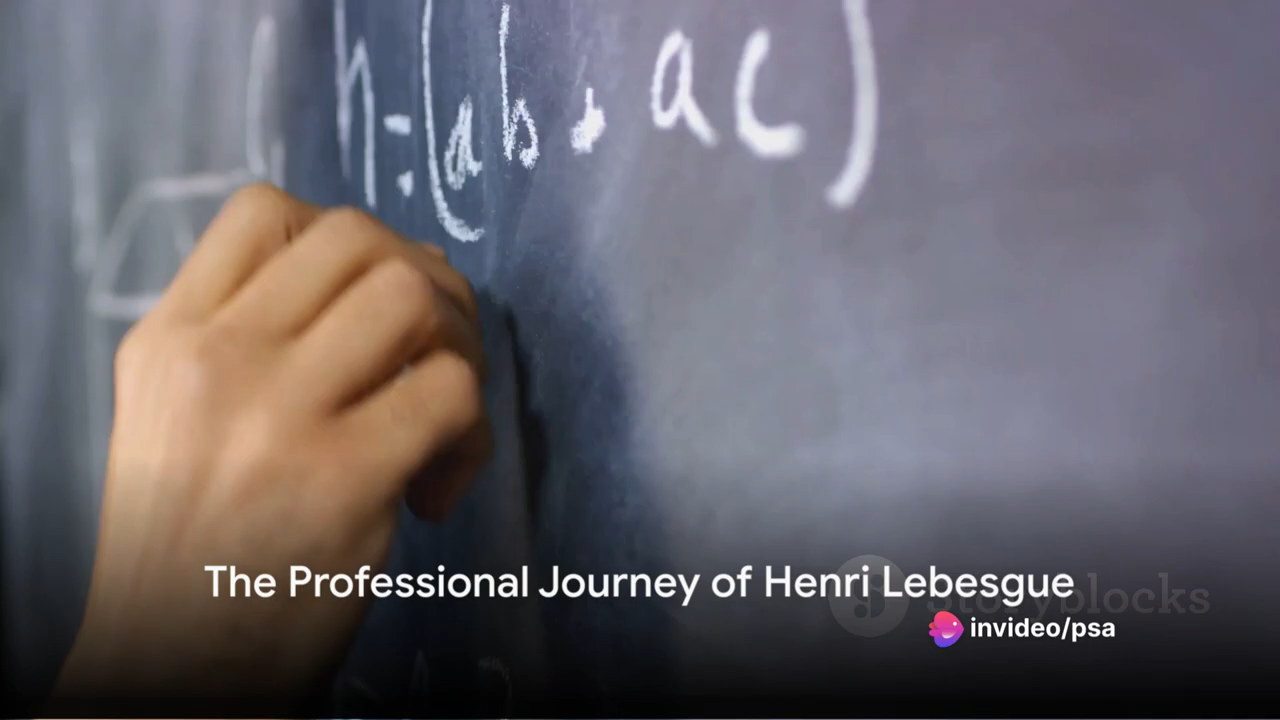 h=(ab, ac)
The Professional Journey of Henri Lebesgue
Storyblocks
invideo/psa